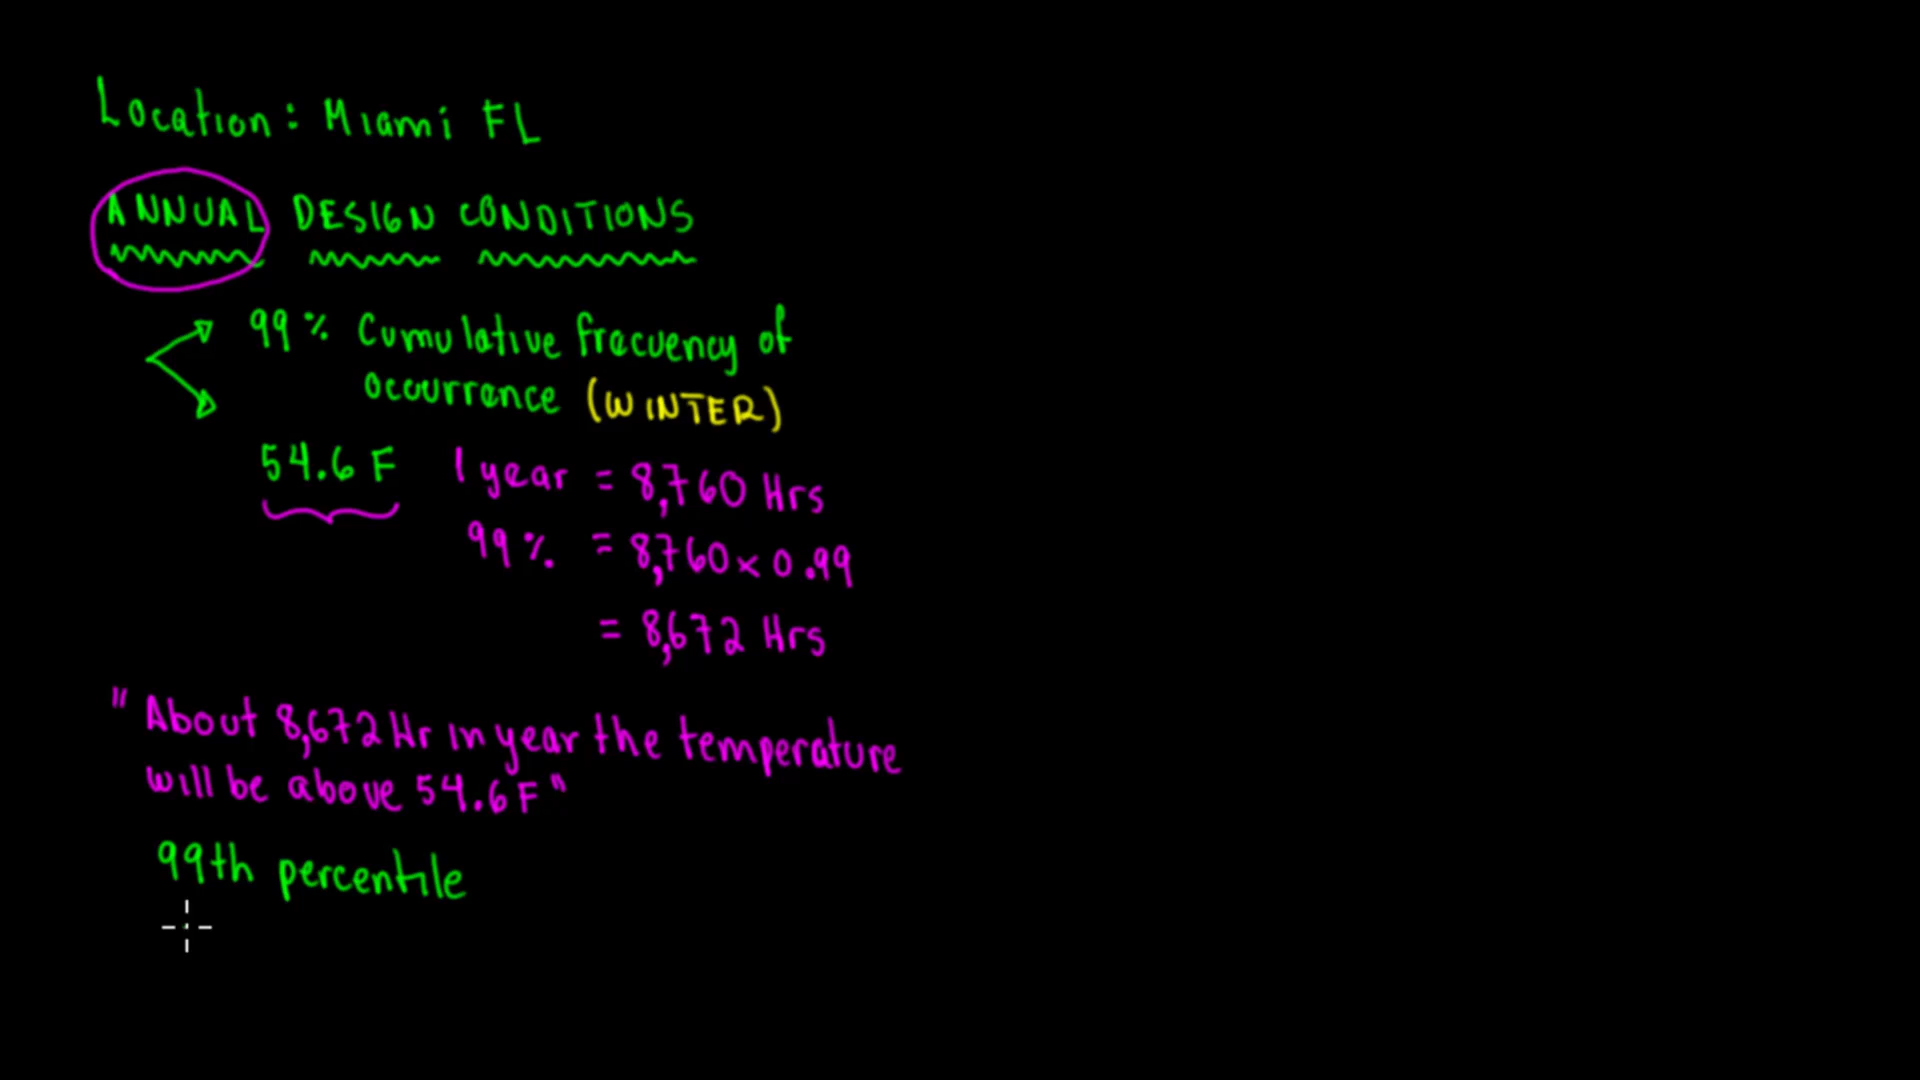 Location: Miami FL
ANNUAL DESIGN CONDITIONS
99% Cumulative frecuency of
occurrence (WINTER)
54.6 F 1 year = 8,760 Hrs
99% = 8,760 x 0.99
= 8,672 Hrs
"About 8,672 Hr in year the temperature
will be above 54.6 F"
99th percentile